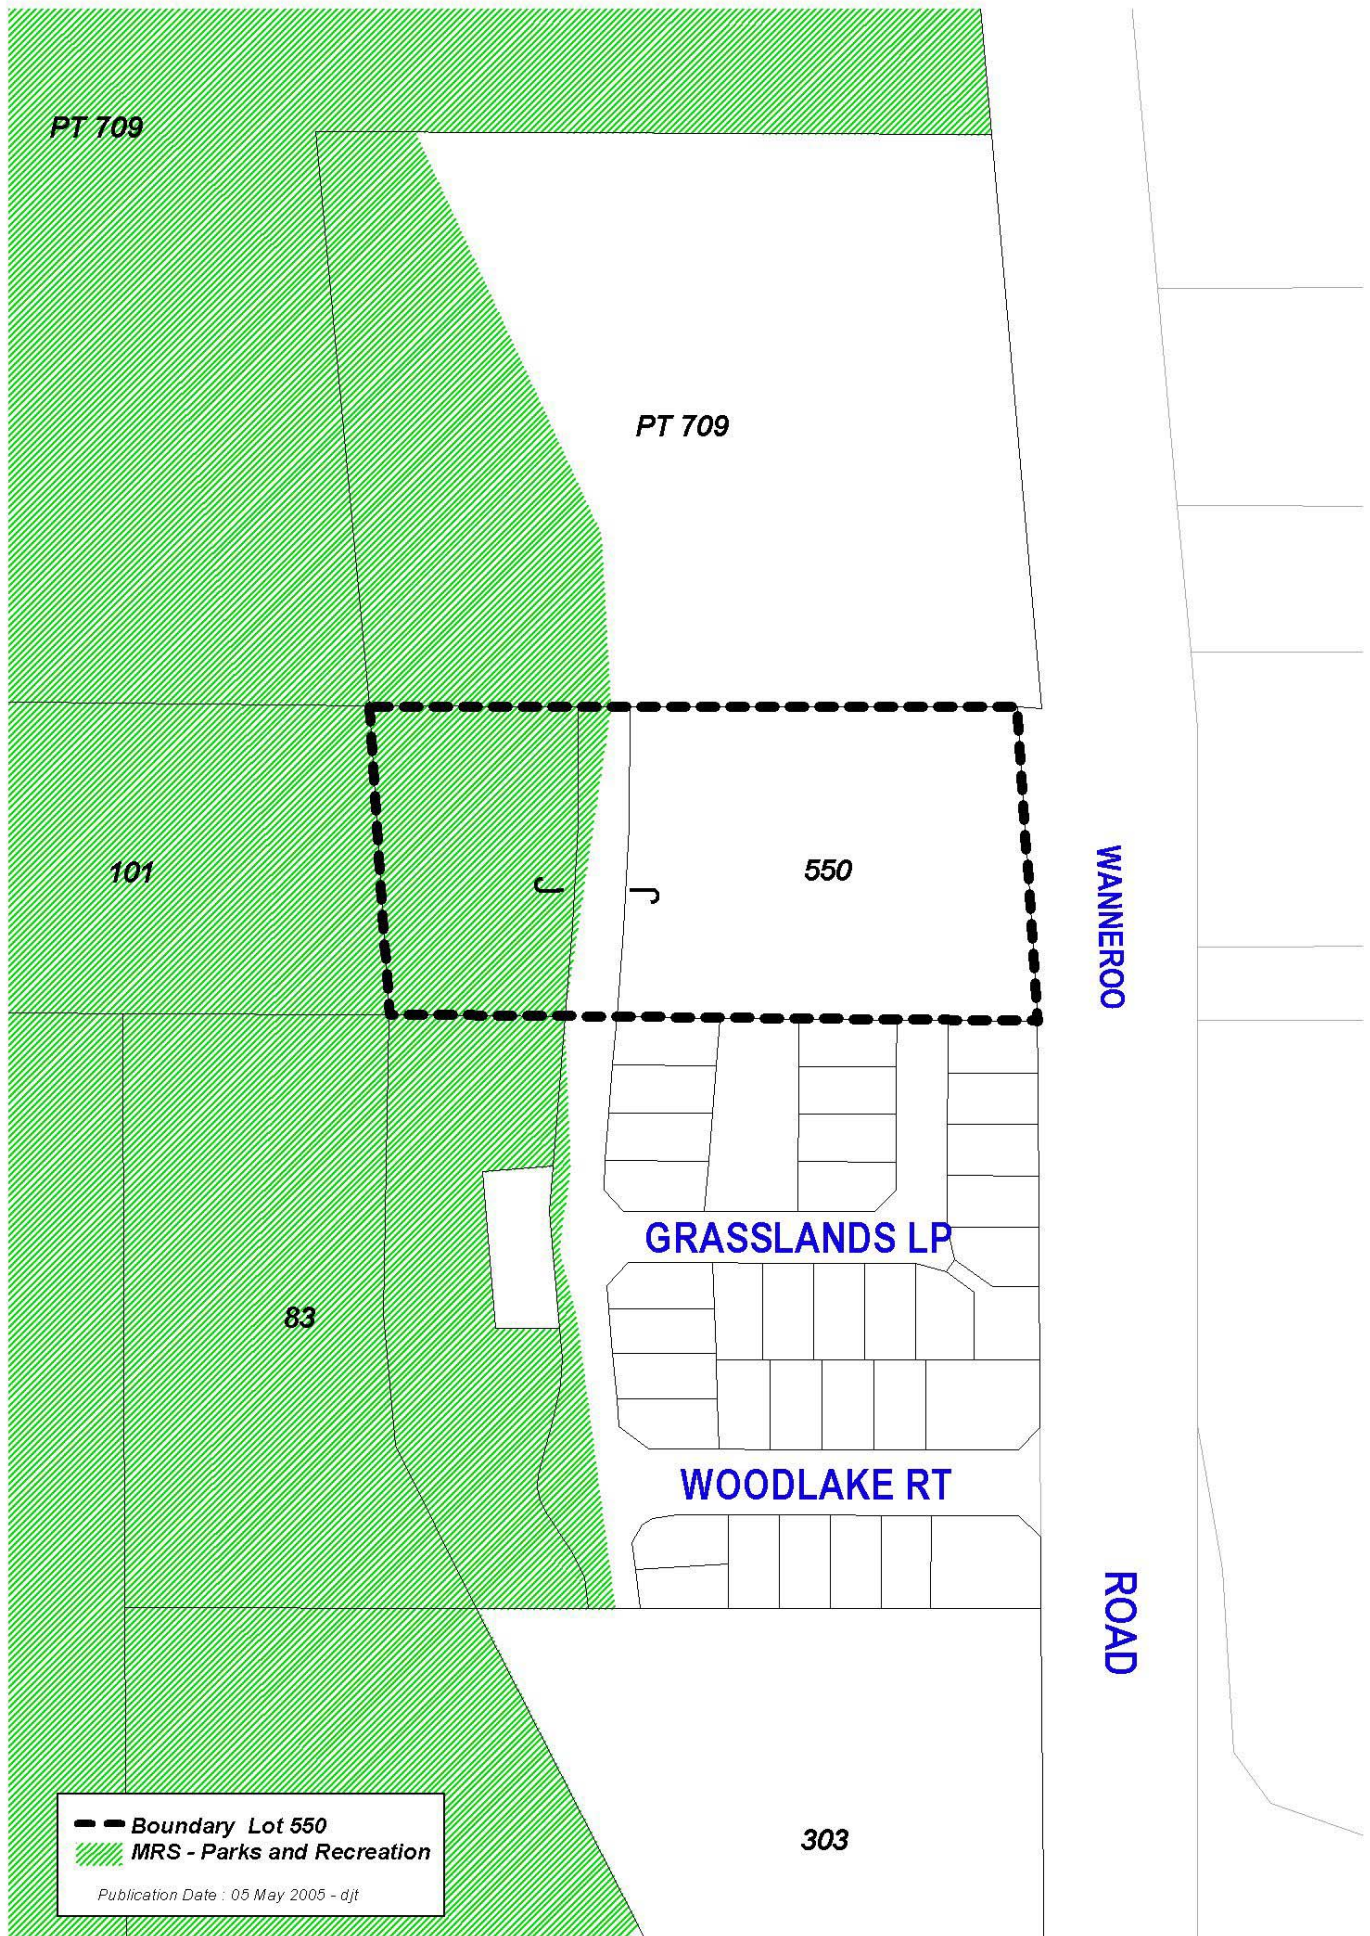 PT 709
PT 709
101
550
WANNEROO
GRASSLANDS LP
83
WOODLAKE RT
ROAD
303
Boundary Lot 550
MRS - Parks and Recreation
Publication Date : 05 May 2005 - djt